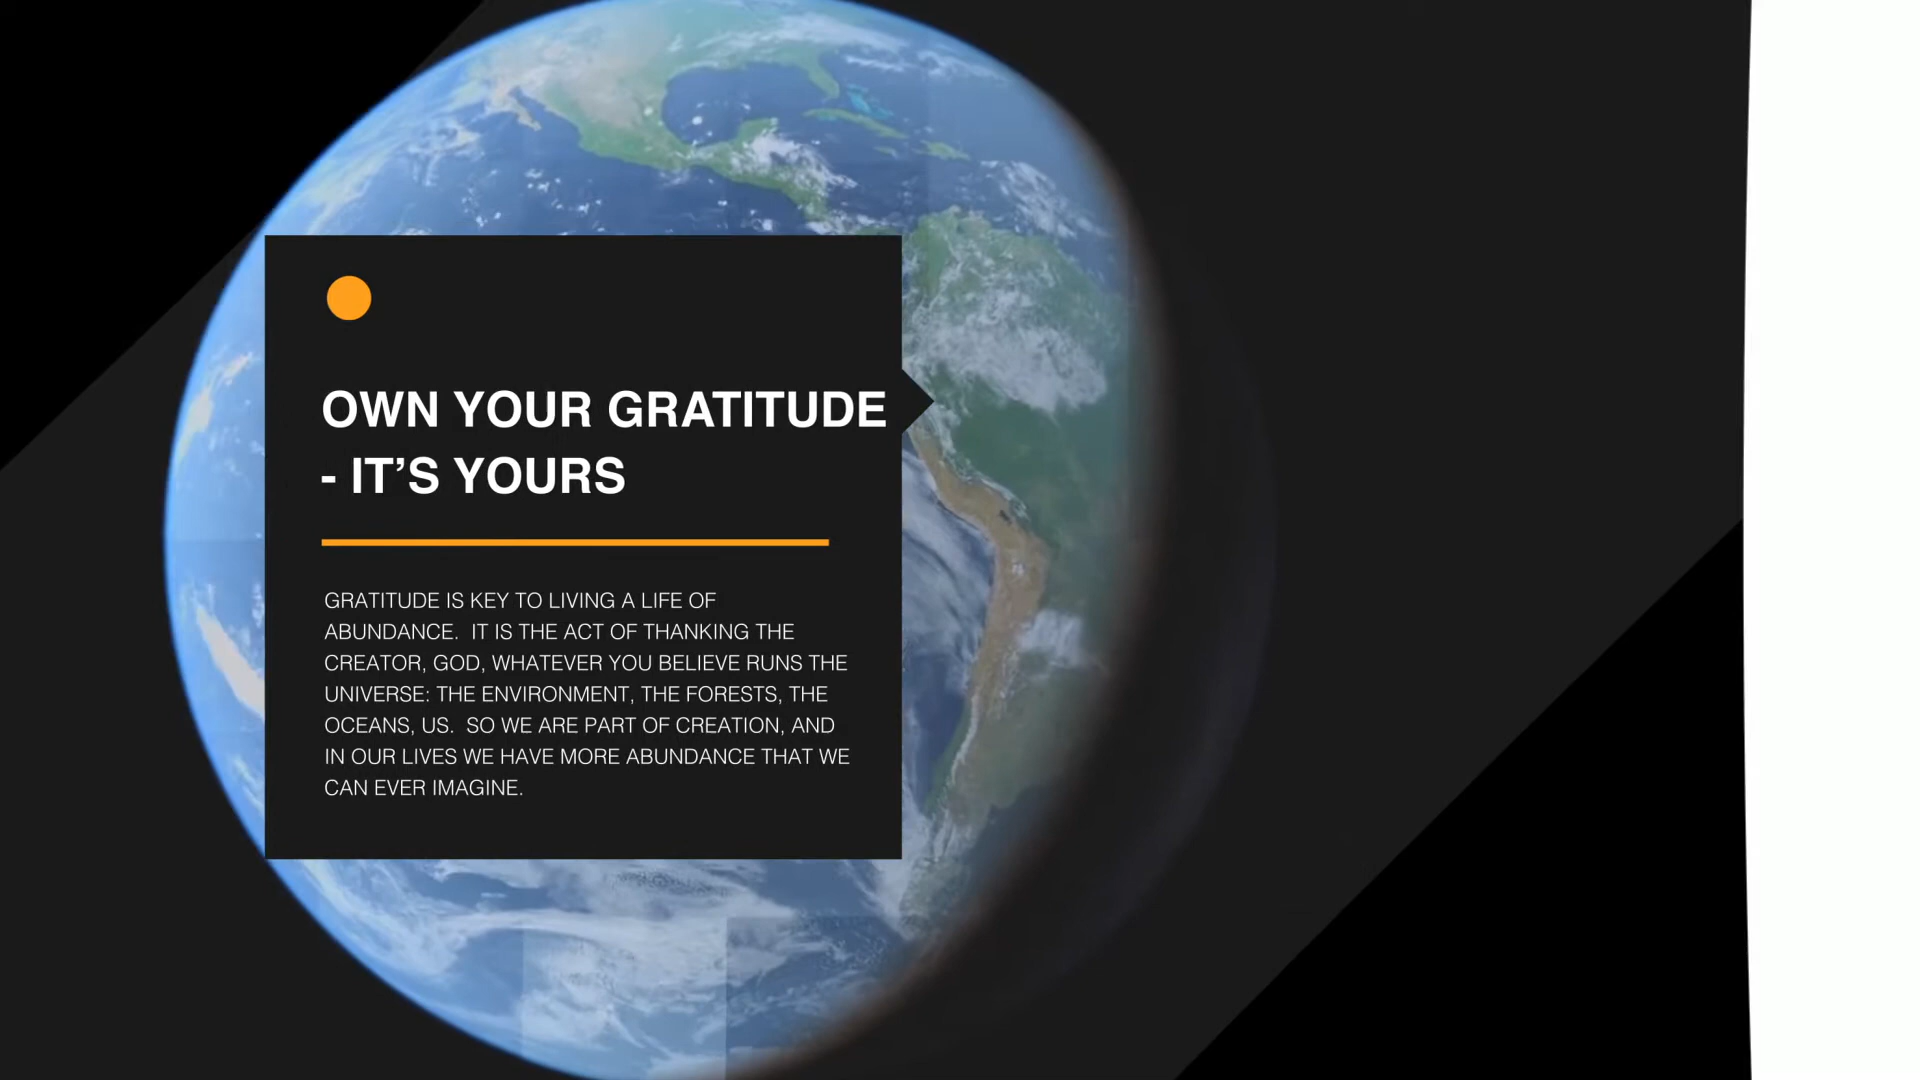 OWN YOUR GRATITUDE
- IT’S YOURS
GRATITUDE IS KEY TO LIVING A LIFE OF
ABUNDANCE.  IT IS THE ACT OF THANKING THE
CREATOR, GOD, WHATEVER YOU BELIEVE RUNS THE
UNIVERSE: THE ENVIRONMENT, THE FORESTS, THE
OCEANS, US.  SO WE ARE PART OF CREATION, AND
IN OUR LIVES WE HAVE MORE ABUNDANCE THAT WE
CAN EVER IMAGINE.